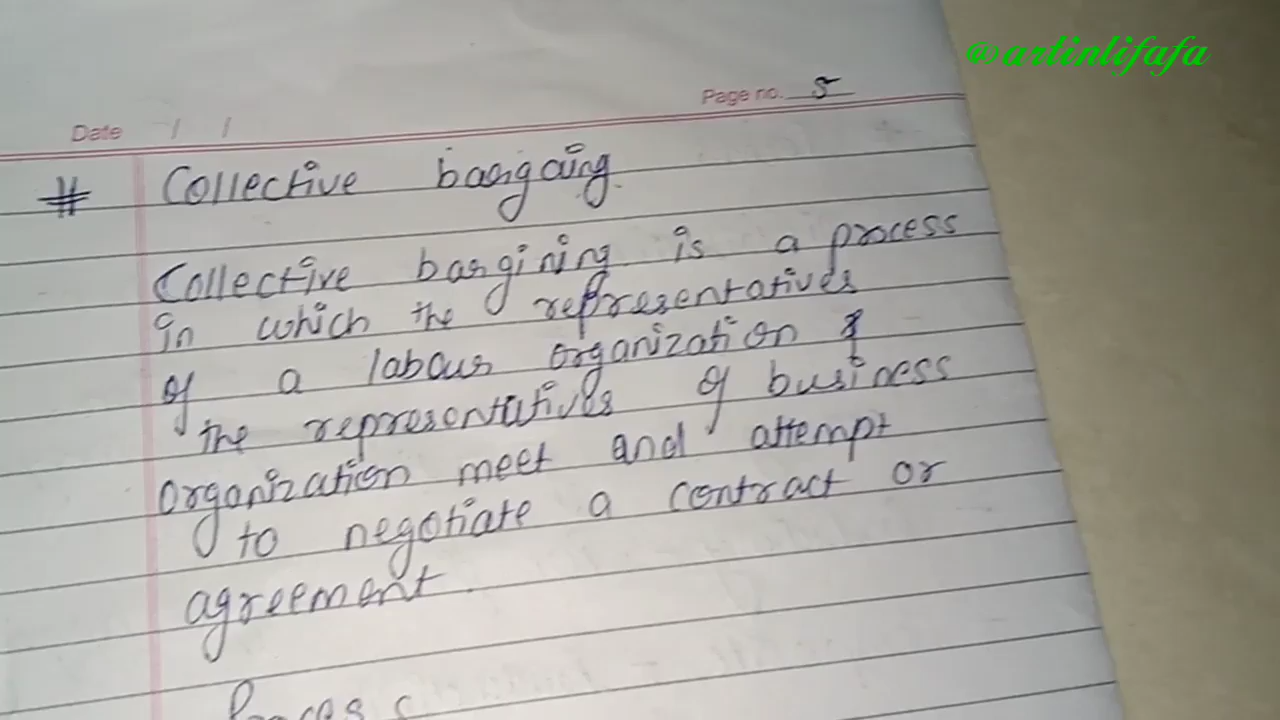 @artinlifafa
Page no. 5
Date / /
# Collective bargaing.
Collective bargining is a process
in which the representatives
of a labour organization &
the representatives of business
organization meet and attempt
to negotiate a contract or
agreement.
Process